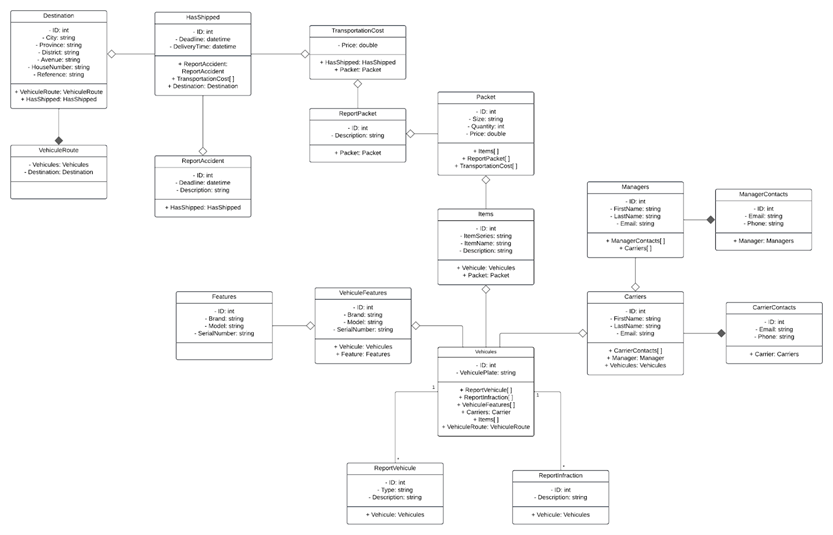 Destination
- ID: int
- City: string
- Province: string
- District: string
- Avenue: string
- HouseNumber: string
- Reference: string
+ VehiculeRoute: VehiculeRoute
+ HasShipped: HasShipped
HasShipped
- ID: int
- Deadline: datetime
- DeliveryTime: datetime
+ ReportAccident:
ReportAccident
+ TransportationCost[ ]
+ Destination: Destination
TransportationCost
- Price: double
+ HasShipped: HasShipped
+ Packet: Packet
ReportPacket
- ID: int
- Description: string
+ Packet: Packet
Packet
- ID: int
- Size: string
- Quantity: int
- Price: double
+ Items[ ]
+ ReportPacket[ ]
+ TransportationCost[ ]
VehiculeRoute
- Vehicules: Vehicules
- Destination: Destination
ReportAccident
- ID: int
- Deadline: datetime
- Description: string
+ HasShipped: HasShipped
Managers
- ID: int
- FirstName: string
- LastName: string
- Email: string
+ ManagerContacts[ ]
+ Carriers[ ]
ManagerContacts
- ID: int
- Email: string
- Phone: string
+ Manager: Managers
Items
- ID: int
- ItemSeries: string
- ItemName: string
- Description: string
+ Vehicule: Vehicules
+ Packet: Packet
Features
- ID: int
- Brand: string
- Model: string
- SerialNumber: string
VehiculeFeatures
- ID: int
- Brand: string
- Model: string
- SerialNumber: string
+ Vehicule: Vehicules
+ Feature: Features
Carriers
- ID: int
- FirstName: string
- LastName: string
- Email: string
+ CarrierContacts[ ]
+ Manager: Manager
+ Vehicules: Vehicules
CarrierContacts
- ID: int
- Email: string
- Phone: string
+ Carrier: Carriers
Vehicules
- ID: int
- VehiculePlate: string
+ ReportVehicule[ ]
+ ReportInfraction[ ]
+ VehiculeFeatures[ ]
+ Carriers: Carrier
+ Items[ ]
+ VehiculeRoute: VehiculeRoute
1
1
*
*
ReportVehicule
- ID: int
- Type: string
- Description: string
+ Vehicule: Vehicules
ReportInfraction
- ID: int
- Description: string
+ Vehicule: Vehicules